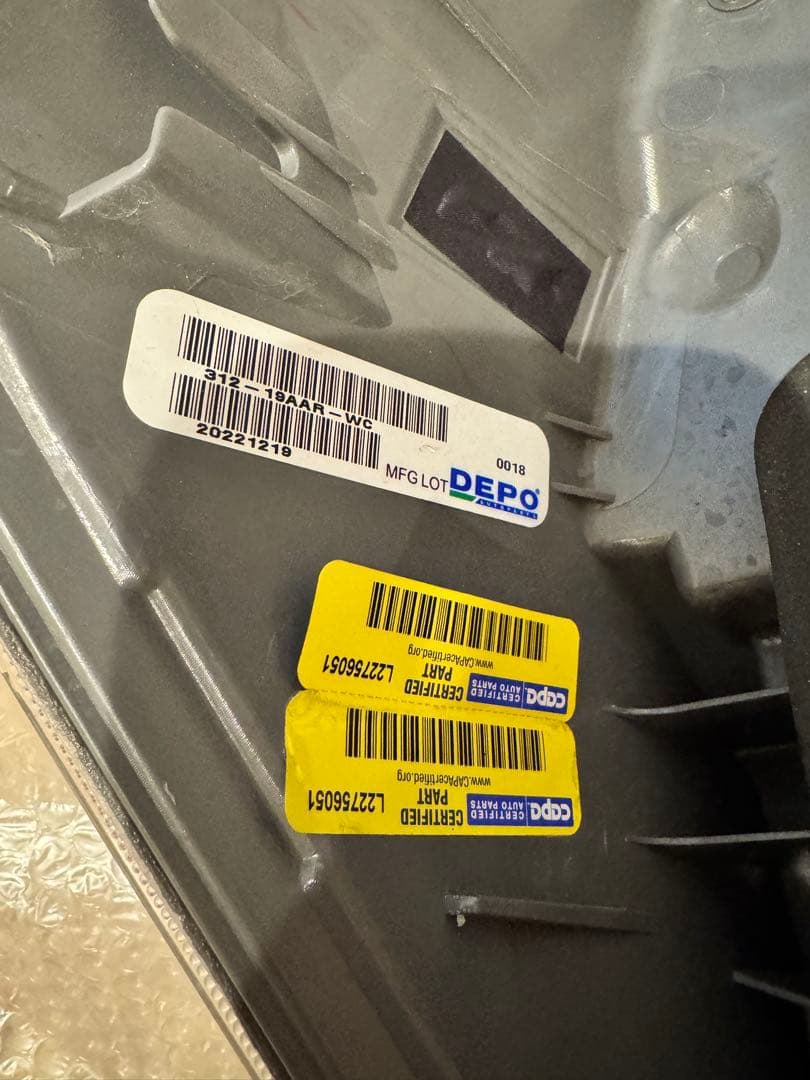 312-19AAR-WC
20221219
MFG LOT
0018
DEPO
AUTO PARTS
www.CAPAcertified.org
L22756051
CERTIFIED
PART
capa.
CERTIFIED
AUTO PARTS
www.CAPAcertified.org
L22756051
CERTIFIED
PART
capa.
CERTIFIED
AUTO PARTS